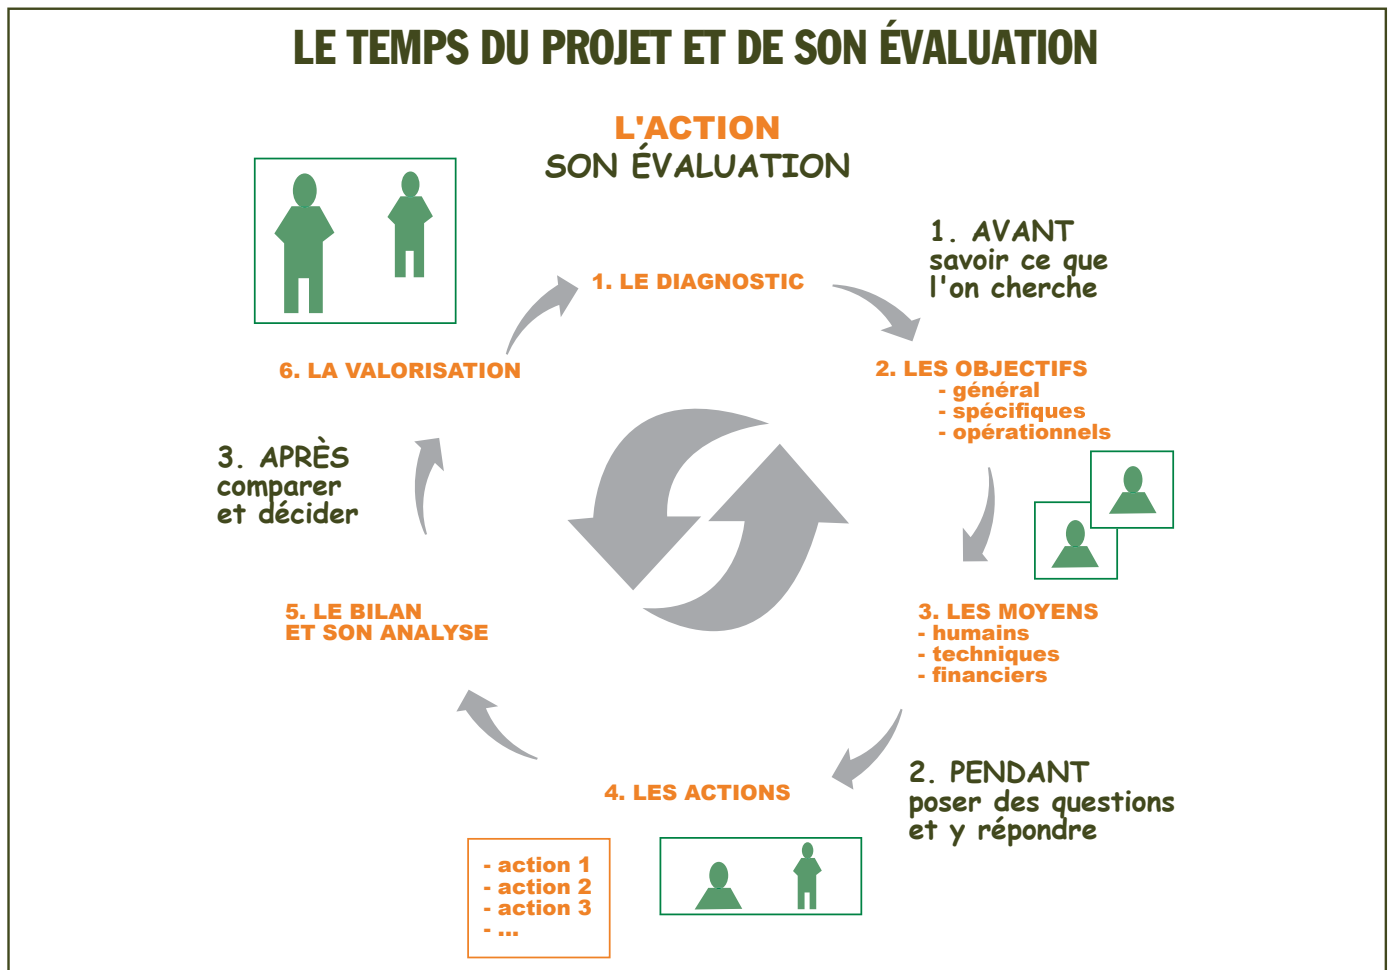 LE TEMPS DU PROJET ET DE SON ÉVALUATION
L'ACTION
SON ÉVALUATION
1. AVANT
savoir ce que
l'on cherche
1. LE DIAGNOSTIC
2. LES OBJECTIFS
- général
- spécifiques
- opérationnels
3. LES MOYENS
- humains
- techniques
- financiers
2. PENDANT
poser des questions
et y répondre
4. LES ACTIONS
- action 1
- action 2
- action 3
- ...
5. LE BILAN
ET SON ANALYSE
3. APRÈS
comparer
et décider
6. LA VALORISATION